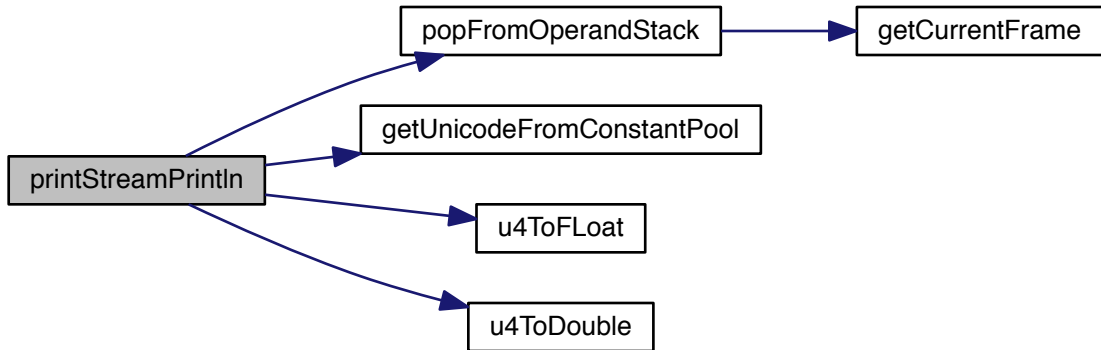 popFromOperandStack
getCurrentFrame
getUnicodeFromConstantPool
printStreamPrintln
u4ToFLoat
u4ToDouble